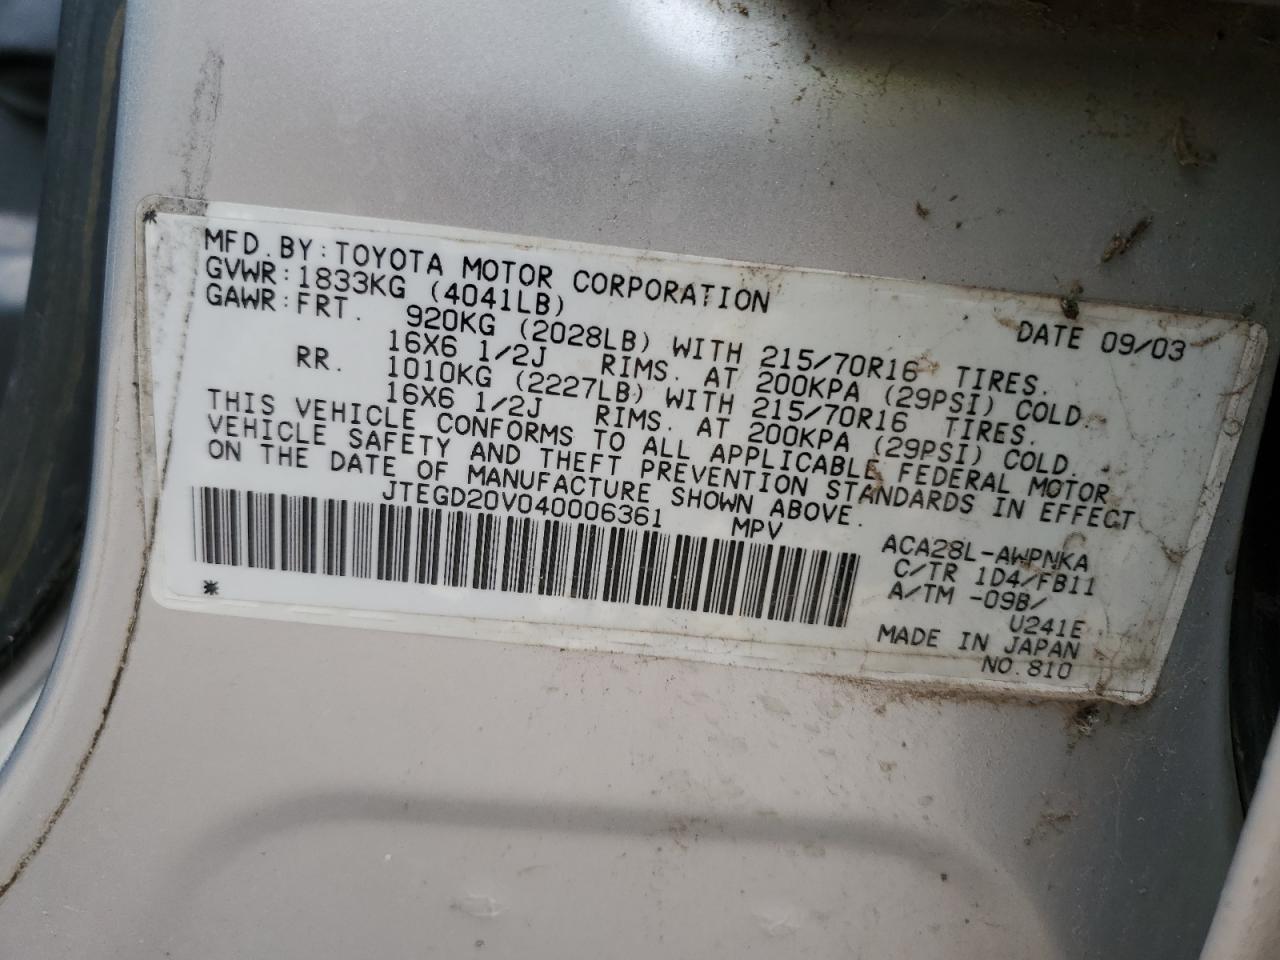 MFD. BY: TOYOTA MOTOR CORPORATION DATE 09/03
GVWR: 1833KG (4041LB)
GAWR: FRT. 920KG (2028LB) WITH 215/70R16 TIRES.
16X6 1/2J RIMS. AT 200KPA (29PSI) COLD.
RR. 1010KG (2227LB) WITH 215/70R16 TIRES.
16X6 1/2J RIMS. AT 200KPA (29PSI) COLD.
THIS VEHICLE CONFORMS TO ALL APPLICABLE FEDERAL MOTOR
VEHICLE SAFETY AND THEFT PREVENTION STANDARDS IN EFFECT
ON THE DATE OF MANUFACTURE SHOWN ABOVE.
JTEGD20V040006361 MPV
ACA28L-AWPNKA
C/TR 1D4/FB11
A/TM -09B/
U241E
MADE IN JAPAN
NO. 810